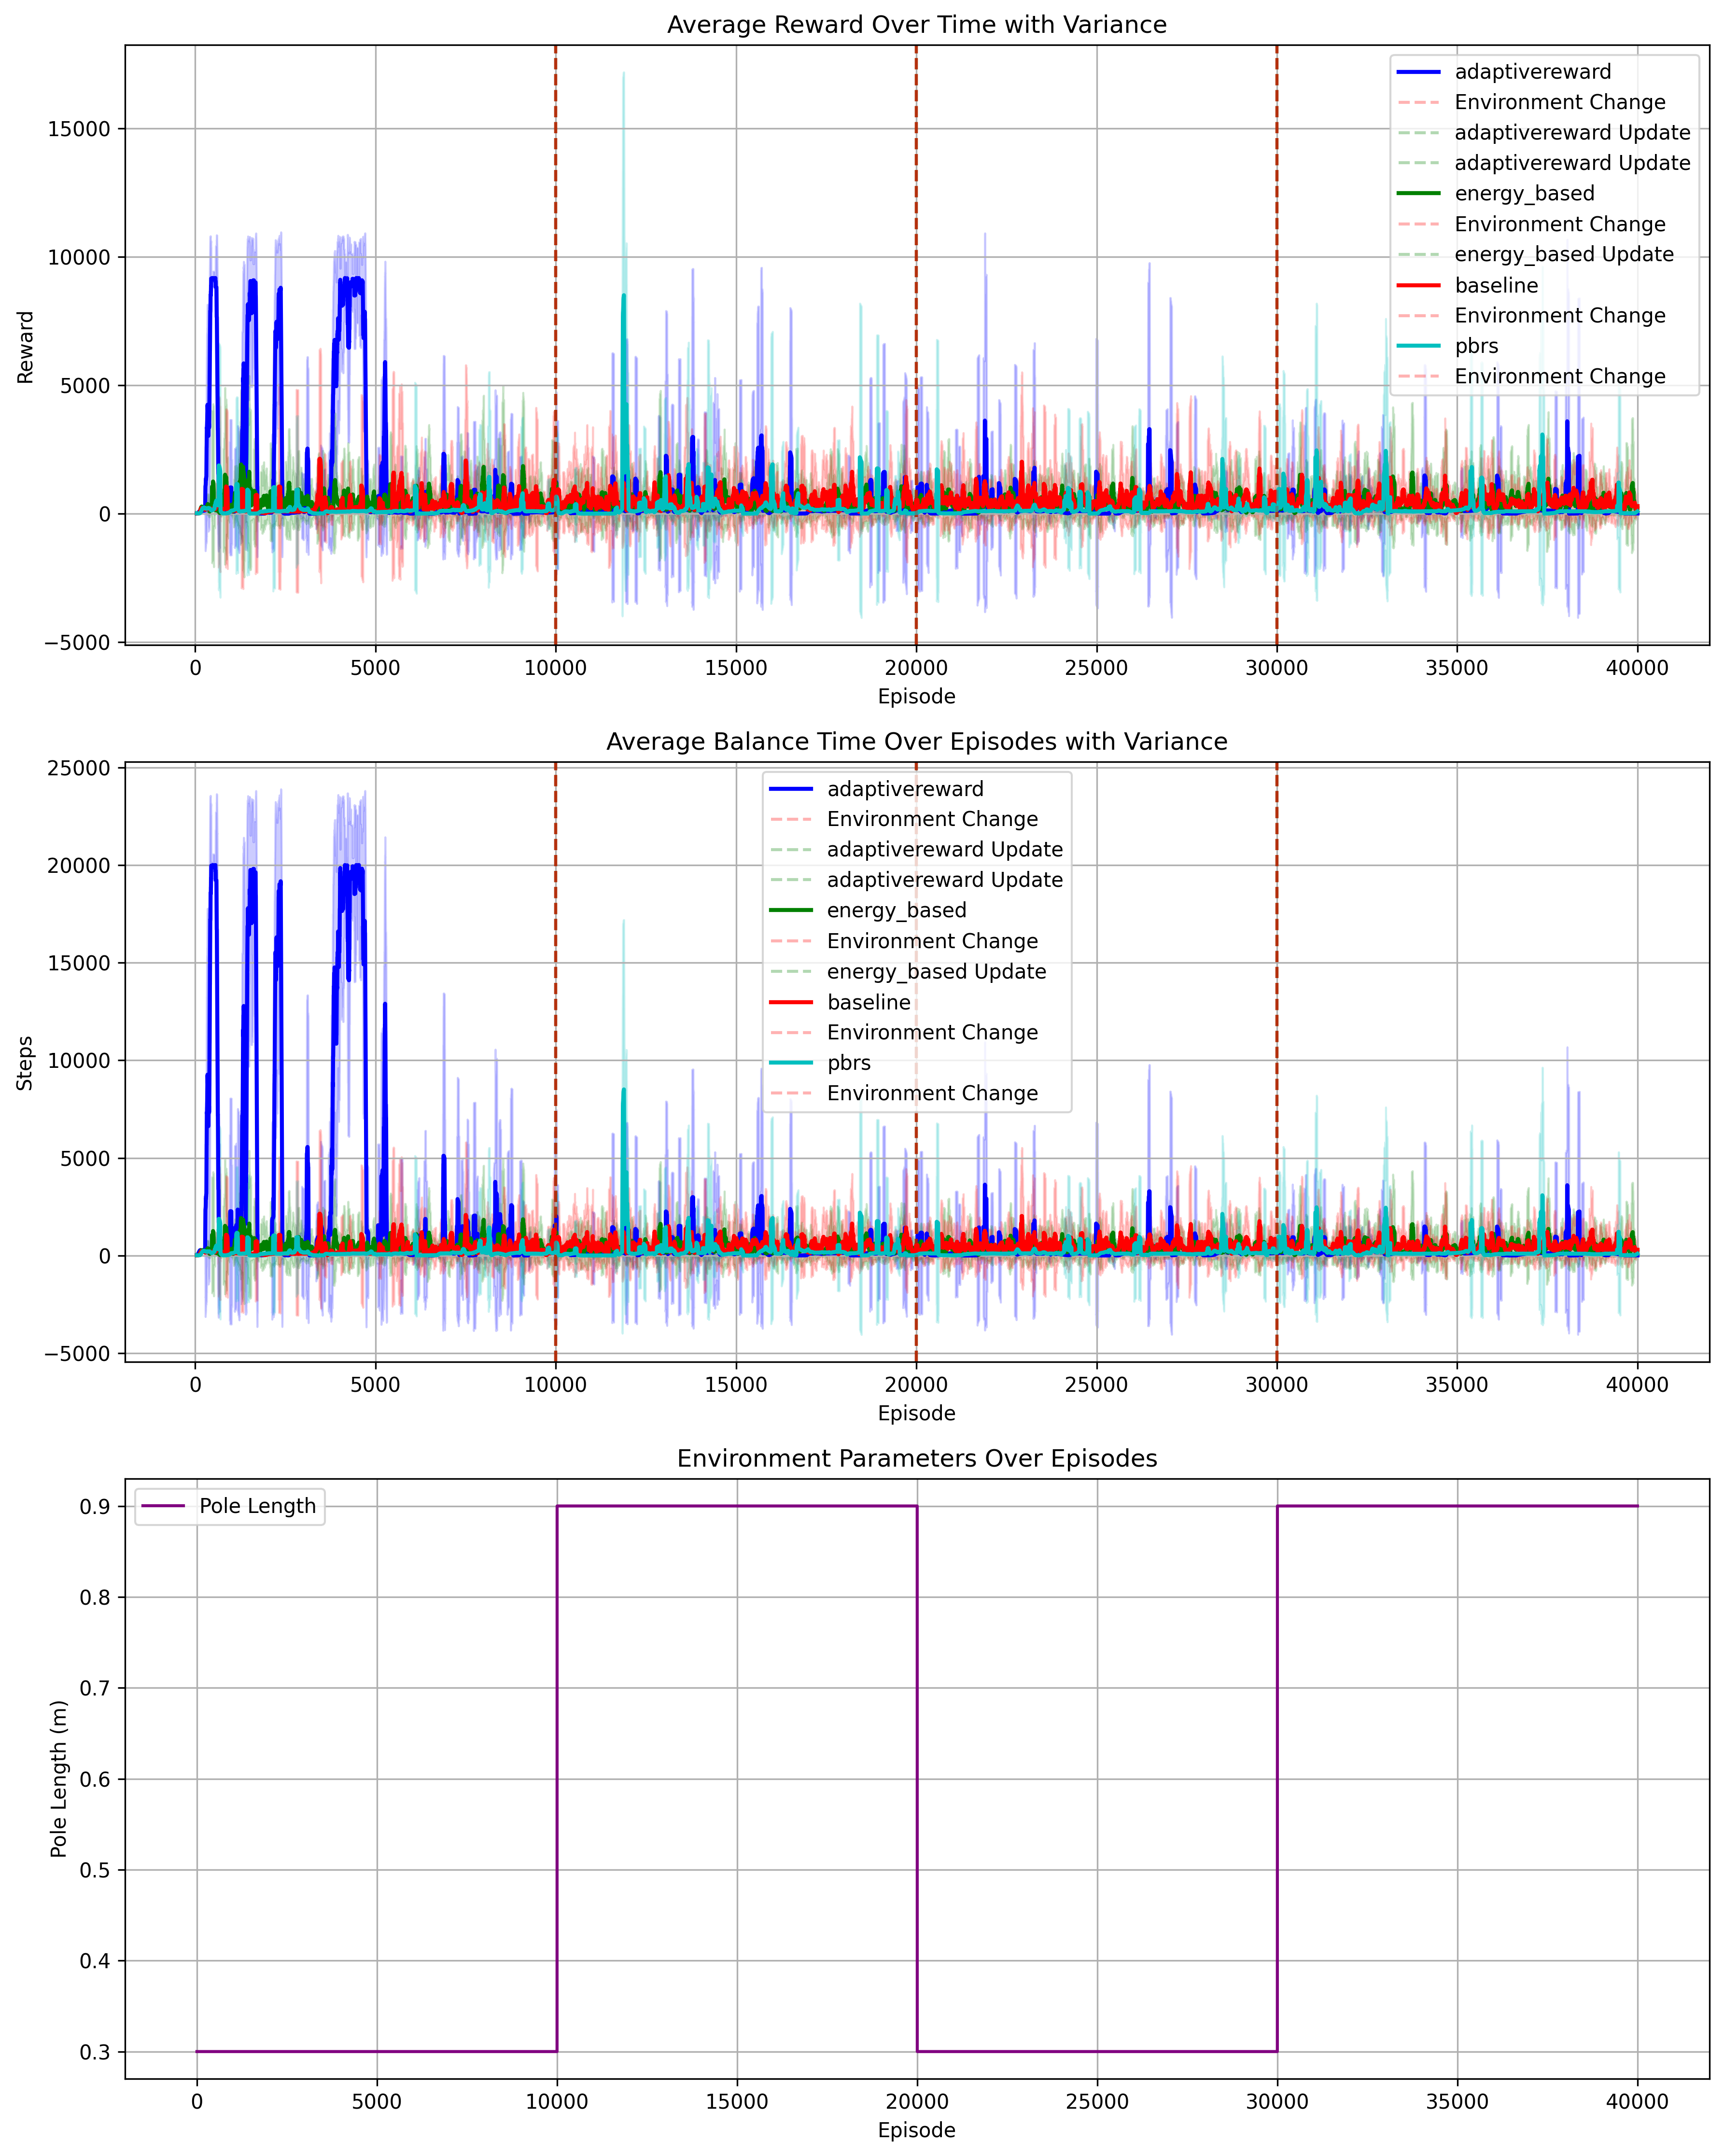 Average Reward Over Time with Variance
Reward
15000
10000
5000
0
−5000
adaptivereward
Environment Change
adaptivereward Update
adaptivereward Update
energy_based
Environment Change
energy_based Update
baseline
Environment Change
pbrs
Environment Change
0 5000 10000 15000 20000 25000 30000 35000 40000
Episode
Average Balance Time Over Episodes with Variance
Steps
25000
20000
15000
10000
5000
0
−5000
adaptivereward
Environment Change
adaptivereward Update
adaptivereward Update
energy_based
Environment Change
energy_based Update
baseline
Environment Change
pbrs
Environment Change
0 5000 10000 15000 20000 25000 30000 35000 40000
Episode
Environment Parameters Over Episodes
Pole Length (m)
0.9
0.8
0.7
0.6
0.5
0.4
0.3
Pole Length
0 5000 10000 15000 20000 25000 30000 35000 40000
Episode